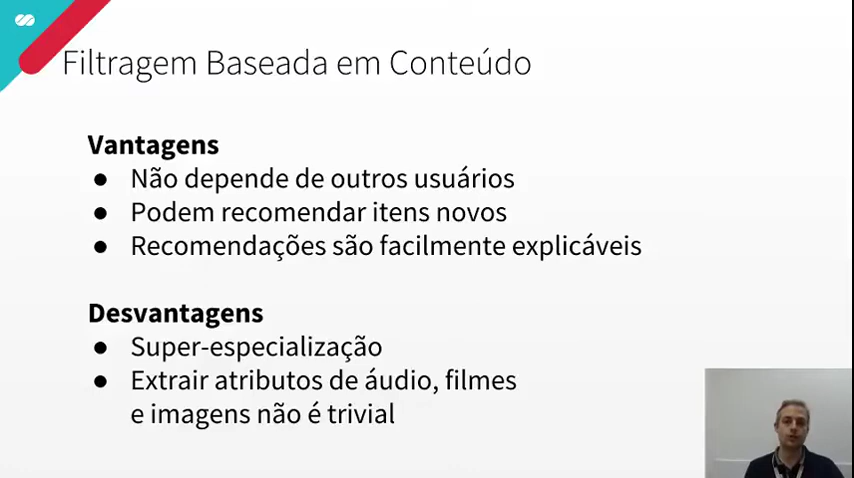 Filtragem Baseada em Conteúdo
Vantagens
● Não depende de outros usuários
● Podem recomendar itens novos
● Recomendações são facilmente explicáveis
Desvantagens
● Super-especialização
● Extrair atributos de áudio, filmes
e imagens não é trivial